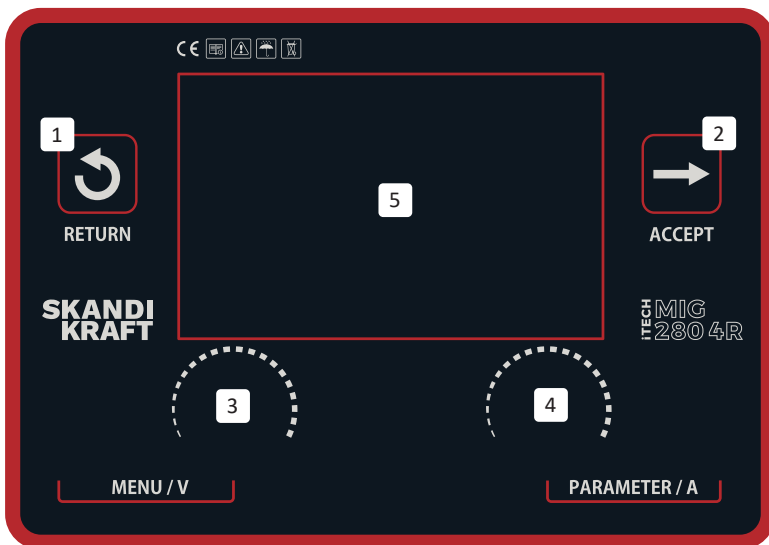 CE
1
2
5
RETURN
ACCEPT
SKANDI
KRAFT
iTECH
MIG
280 4R
3
4
MENU / V
PARAMETER / A